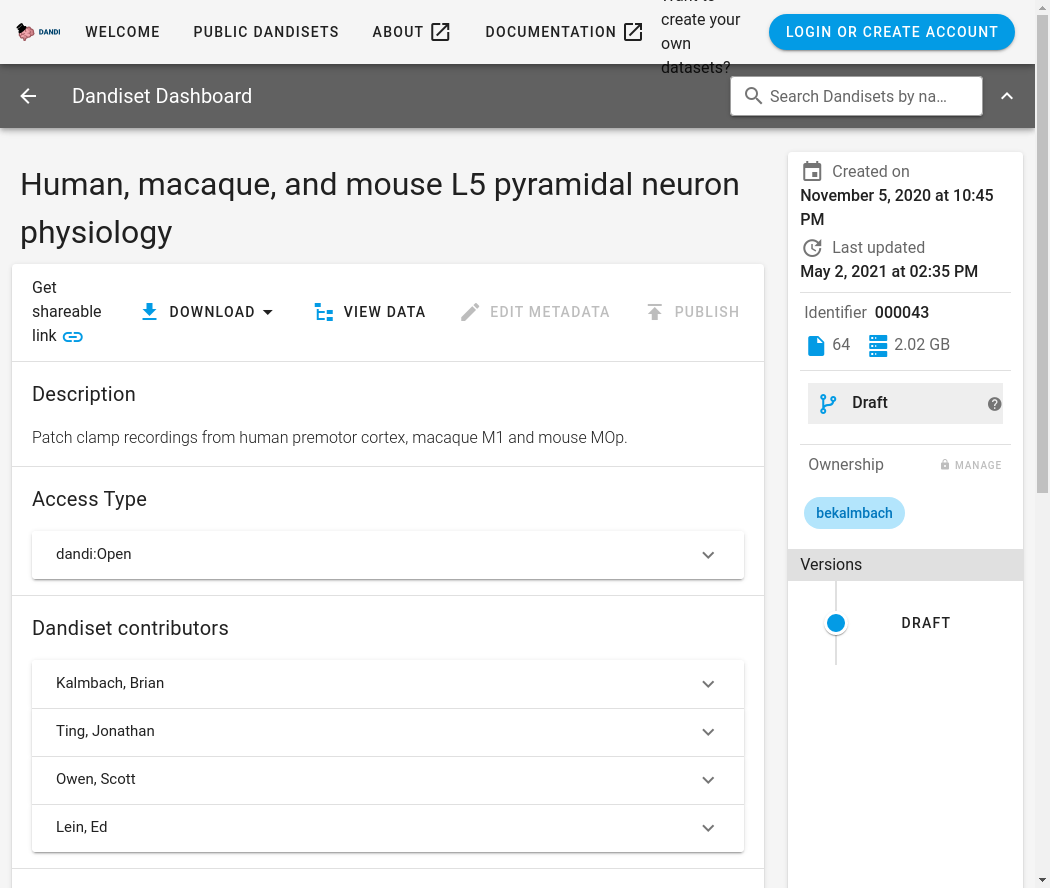 DANDI WELCOME PUBLIC DANDISETS ABOUT DOCUMENTATION
create your
own
datasets?
LOGIN OR CREATE ACCOUNT
Dandiset Dashboard
Search Dandisets by na...
Human, macaque, and mouse L5 pyramidal neuron
physiology
Get
shareable
link
DOWNLOAD VIEW DATA EDIT METADATA PUBLISH
Description
Patch clamp recordings from human premotor cortex, macaque M1 and mouse MOp.
Access Type
dandi:Open
Dandiset contributors
Kalmbach, Brian
Ting, Jonathan
Owen, Scott
Lein, Ed
Created on
November 5, 2020 at 10:45
PM
Last updated
May 2, 2021 at 02:35 PM
Identifier 000043
64 2.02 GB
Draft
Ownership MANAGE
bekalmbach
Versions
DRAFT